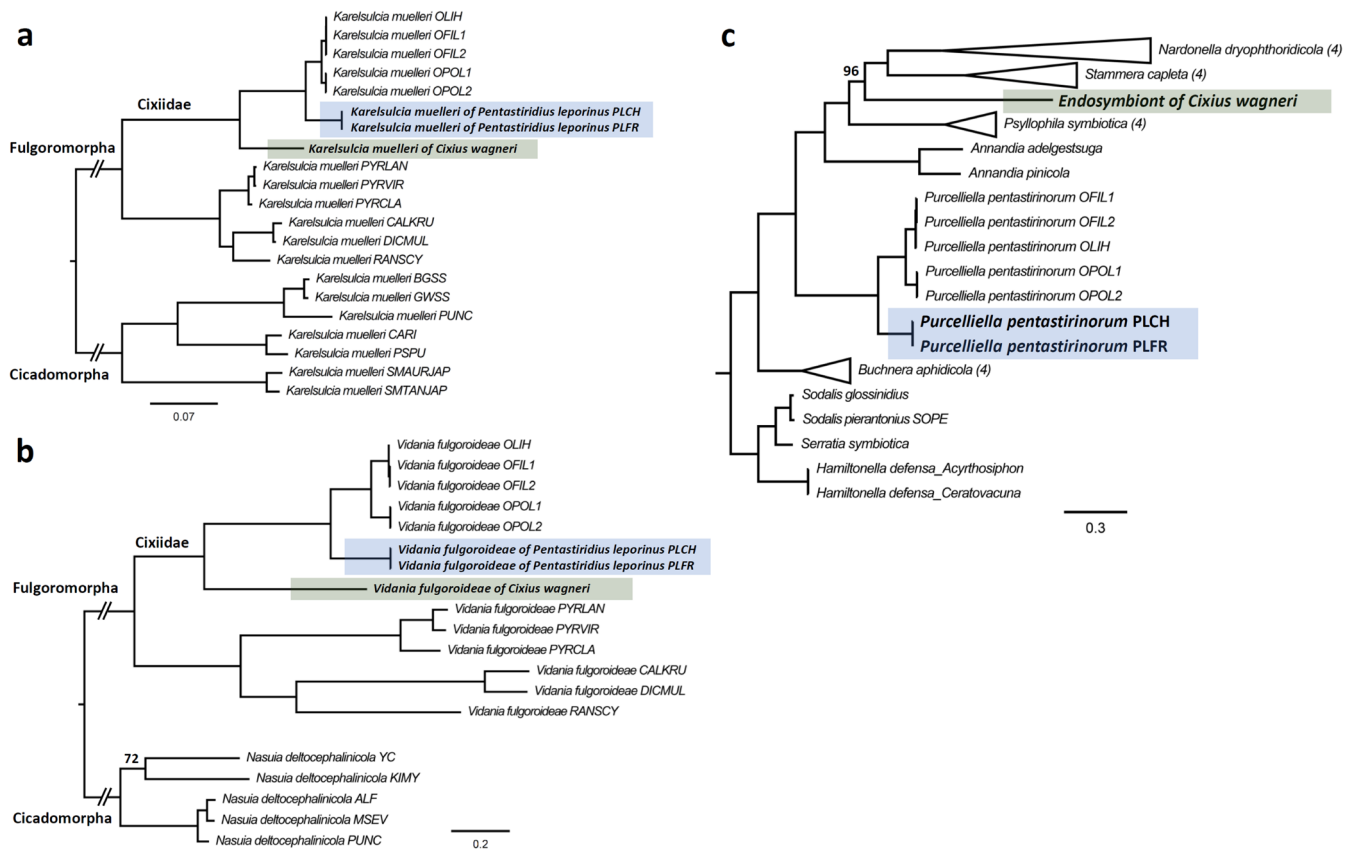 a
Karelsulcia muelleri OLIH
Karelsulcia muelleri OFIL1
Karelsulcia muelleri OFIL2
Karelsulcia muelleri OPOL1
Karelsulcia muelleri OPOL2
Cixiidae
Karelsulcia muelleri of Pentastiridius leporinus PLCH
Karelsulcia muelleri of Pentastiridius leporinus PLFR
Fulgoromorpha
Karelsulcia muelleri of Cixius wagneri
Karelsulcia muelleri PYRLAN
Karelsulcia muelleri PYRVIR
Karelsulcia muelleri PYRCLA
Karelsulcia muelleri CALKRU
Karelsulcia muelleri DICMUL
Karelsulcia muelleri RANSCY
Karelsulcia muelleri BGSS
Karelsulcia muelleri GWSS
Karelsulcia muelleri PUNC
Karelsulcia muelleri CARI
Karelsulcia muelleri PSPU
Cicadomorpha
Karelsulcia muelleri SMAURJAP
Karelsulcia muelleri SMTANJAP
0.07
b
Vidania fulgoroideae OLIH
Vidania fulgoroideae OFIL1
Vidania fulgoroideae OFIL2
Vidania fulgoroideae OPOL1
Vidania fulgoroideae OPOL2
Cixiidae
Vidania fulgoroideae of Pentastiridius leporinus PLCH
Vidania fulgoroideae of Pentastiridius leporinus PLFR
Fulgoromorpha
Vidania fulgoroideae of Cixius wagneri
Vidania fulgoroideae PYRLAN
Vidania fulgoroideae PYRVIR
Vidania fulgoroideae PYRCLA
Vidania fulgoroideae CALKRU
Vidania fulgoroideae DICMUL
Vidania fulgoroideae RANSCY
72
Nasuia deltocephalinicola YC
Nasuia deltocephalinicola KIMY
Nasuia deltocephalinicola ALF
Cicadomorpha
Nasuia deltocephalinicola MSEV
Nasuia deltocephalinicola PUNC
0.2
c
Nardonella dryophthoridicola (4)
96
Stammera capleta (4)
Endosymbiont of Cixius wagneri
Psyllophila symbiotica (4)
Annandia adelgestsuga
Annandia pinicola
Purcelliella pentastirinorum OFIL1
Purcelliella pentastirinorum OFIL2
Purcelliella pentastirinorum OLIH
Purcelliella pentastirinorum OPOL1
Purcelliella pentastirinorum OPOL2
Purcelliella pentastirinorum PLCH
Purcelliella pentastirinorum PLFR
Buchnera aphidicola (4)
Sodalis glossinidius
Sodalis pierantonius SOPE
Serratia symbiotica
Hamiltonella defensa_Acyrthosiphon
Hamiltonella defensa_Ceratovacuna
0.3